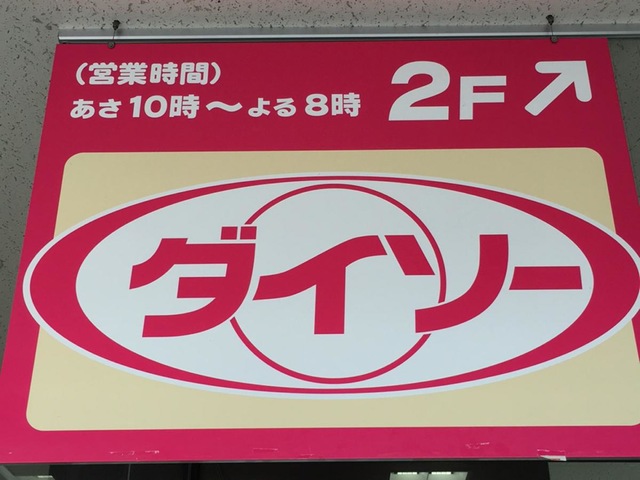 (営業時間)
あさ10時～よる8時
2F↗
ダイソー